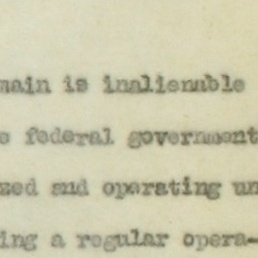 main is inalienable
e federal government
zed and operating un
ing a regular opera-